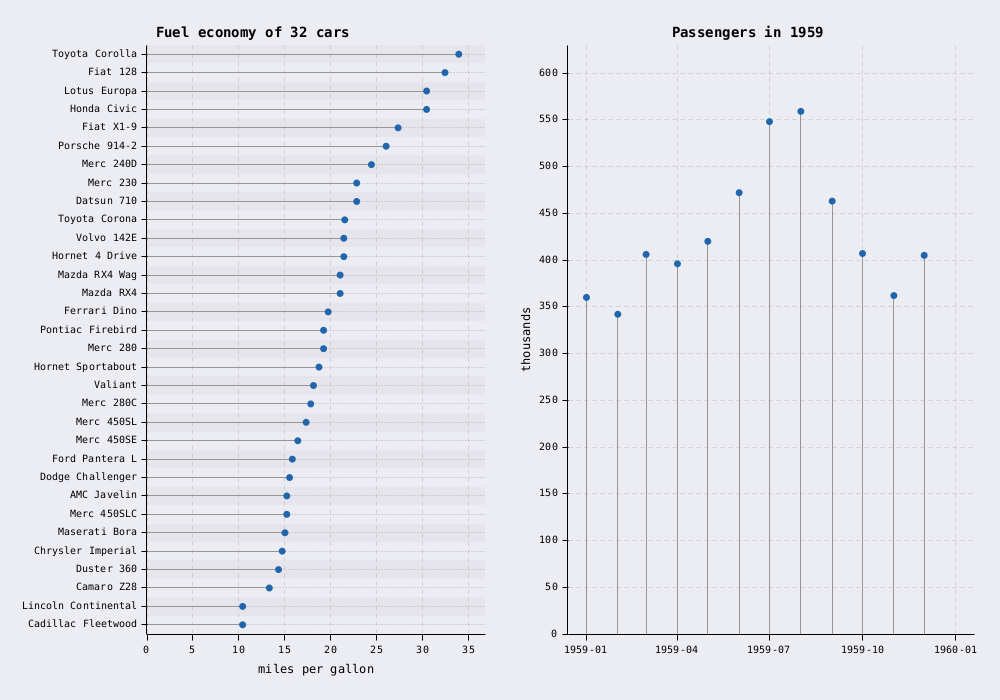 Fuel economy of 32 cars
Toyota Corolla
Fiat 128
Lotus Europa
Honda Civic
Fiat X1-9
Porsche 914-2
Merc 240D
Merc 230
Datsun 710
Toyota Corona
Volvo 142E
Hornet 4 Drive
Mazda RX4 Wag
Mazda RX4
Ferrari Dino
Pontiac Firebird
Merc 280
Hornet Sportabout
Valiant
Merc 280C
Merc 450SL
Merc 450SE
Ford Pantera L
Dodge Challenger
AMC Javelin
Merc 450SLC
Maserati Bora
Chrysler Imperial
Duster 360
Camaro Z28
Lincoln Continental
Cadillac Fleetwood
0 5 10 15 20 25 30 35
miles per gallon
Passengers in 1959
600
550
500
450
400
350
300
250
200
150
100
50
0
thousands
1959-01 1959-04 1959-07 1959-10 1960-01